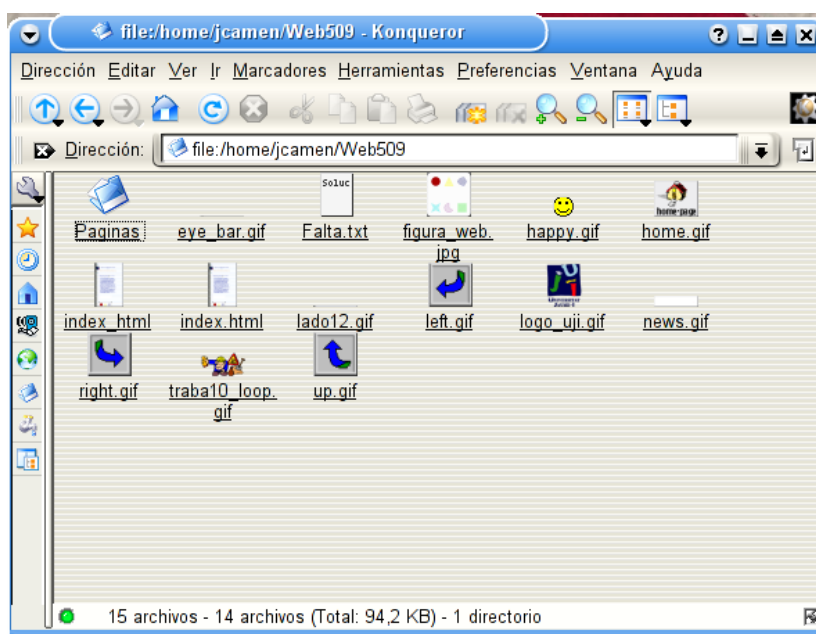 file:/home/jcamen/Web509 - Konqueror
Dirección Editar Ver Ir Marcadores Herramientas Preferencias Ventana Ayuda
Dirección: file:/home/jcamen/Web509
Soluc
home-page
Paginas eye_bar.gif Falta.txt figura_web.jpg happy.gif home.gif
index_html index.html lado12.gif left.gif logo_uji.gif news.gif
right.gif traba10_loop.gif up.gif
15 archivos - 14 archivos (Total: 94,2 KB) - 1 directorio